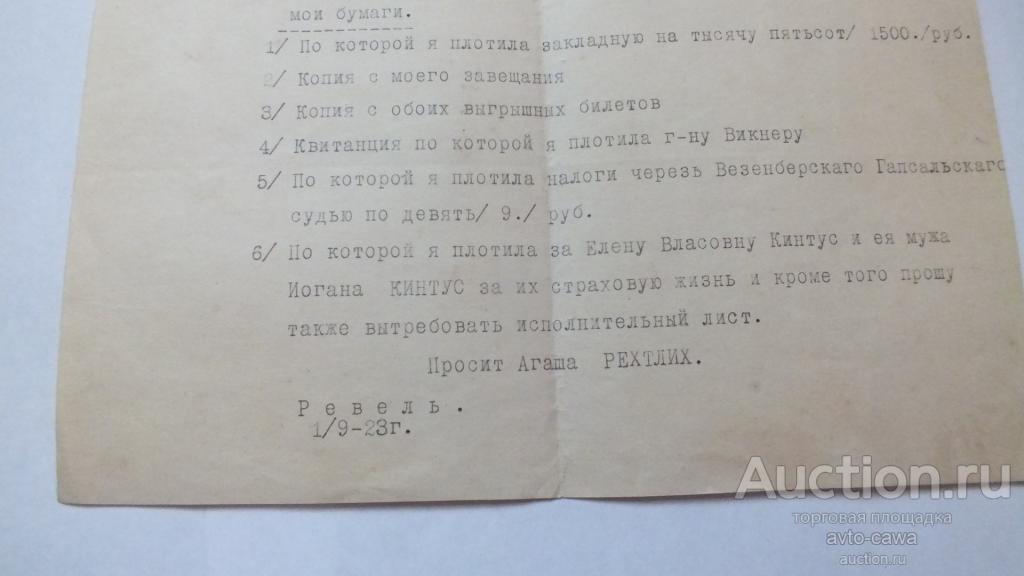 мои бумаги.
1/ По которой я плотила закладную на тысячу пятьсот/ 1500./руб.
2/ Копия с моего завещания
3/ Копия с обоих выгрышных билетов
4/ Квитанция по которой я плотила г-ну Викнеру
5/ По которой я плотила налоги черезь Везенберскаго Гапсальскаго
судью по девять/ 9./ руб.
6/ По которой я плотила за Елену Власовну Кинтус и ея мужа
Иогана КИНТУС за их страховую жизнь и кроме того прошу
также вытребовать исполнительный лист.
Просит Агаша РЕХТЛИХ.
Ревель.
1/9-23г.
Auction.ru
торговая площадка
avto-cawa
auction.ru